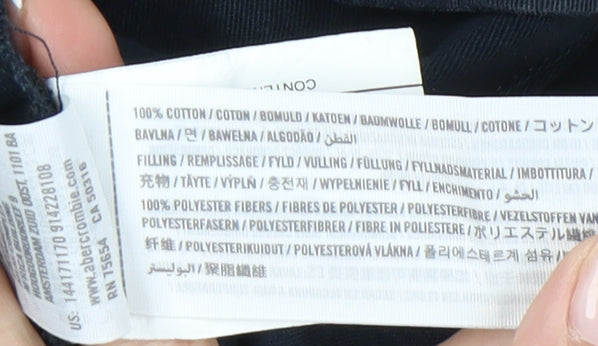 CONTEN
100% COTTON / COTON / BOMULD / KATOEN / BAUMWOLLE / BOMULL / COTONE / コットン
BAVLNA / 면 / BAWEŁNA / ALGODÃO / القطن
FILLING / REMPLISSAGE / FYLD / VULLING / FÜLLUNG / FYLLNADSMATERIAL / IMBOTTITURA /
充物 / TÄYTE / VÝPLŇ / 충전재 / WYPEŁNIENIE / FYLL / ENCHIMENTO / الحشو
100% POLYESTER FIBERS / FIBRES DE POLYESTER / POLYESTERFIBRE / VEZELSTOFFEN VAN
POLYESTERFASERN / POLYESTERFIBRER / FIBRE IN POLIESTERE / ポリエステル繊維
纤维 / POLYESTERIKUIDUT / POLYESTEROVÁ VLÁKNA / 폴리에스테르 섬유 /
البوليستر / 聚脂纖維
HOOGOORDDREEF
AMSTERDAM ZUID OOST, 1101 BA
US: 144171170 914228108
www.abercrombie.com
RN 75654 CA 50316